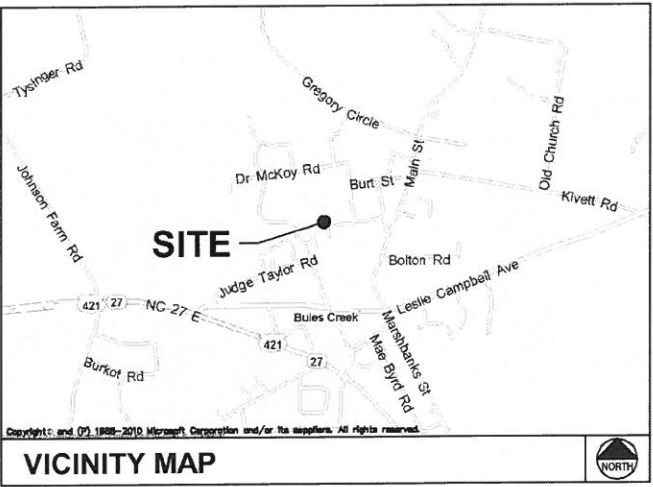 Tysinger Rd
Gregory Circle
Old Church Rd
Main St
Dr McKoy Rd
Burt St
Kivett Rd
Johnson Farm Rd
SITE
Judge Taylor Rd
Bolton Rd
Leslie Campbell Ave
421
27
NC 27 E
Buies Creek
421
27
Marshbanks St
Mae Byrd Rd
Burkot Rd
Copyright © and (P) 1988-2010 Microsoft Corporation and/or its suppliers. All rights reserved.
VICINITY MAP
NORTH